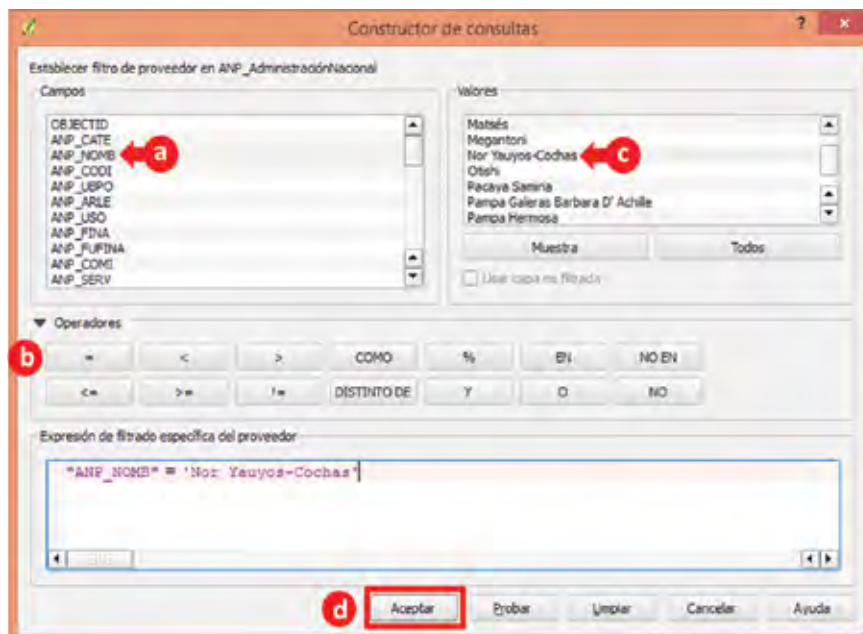 Constructor de consultas
? ×
Establecer filtro de proveedor en ANP_AdministraciónNacional
Campos
OBJECTID
ANP_CATE
ANP_NOMB
a
ANP_CODI
ANP_UBPO
ANP_ARLE
ANP_USO
ANP_FINA
ANP_FUFINA
ANP_COMI
ANP_SERV
Valores
Matsés
Megantoni
Nor Yauyos-Cochas
c
Otishi
Pacaya Samiria
Pampa Galeras Barbara D' Achille
Pampa Hermosa
Muestra Todos
Usar capa no filtrada
Operadores
b
= < > COMO % EN NO EN
<= >= != DISTINTO DE Y O NO
Expresión de filtrado específica del proveedor
"ANP_NOMB" = 'Nor Yauyos-Cochas'
d
Aceptar Probar Limpiar Cancelar Ayuda